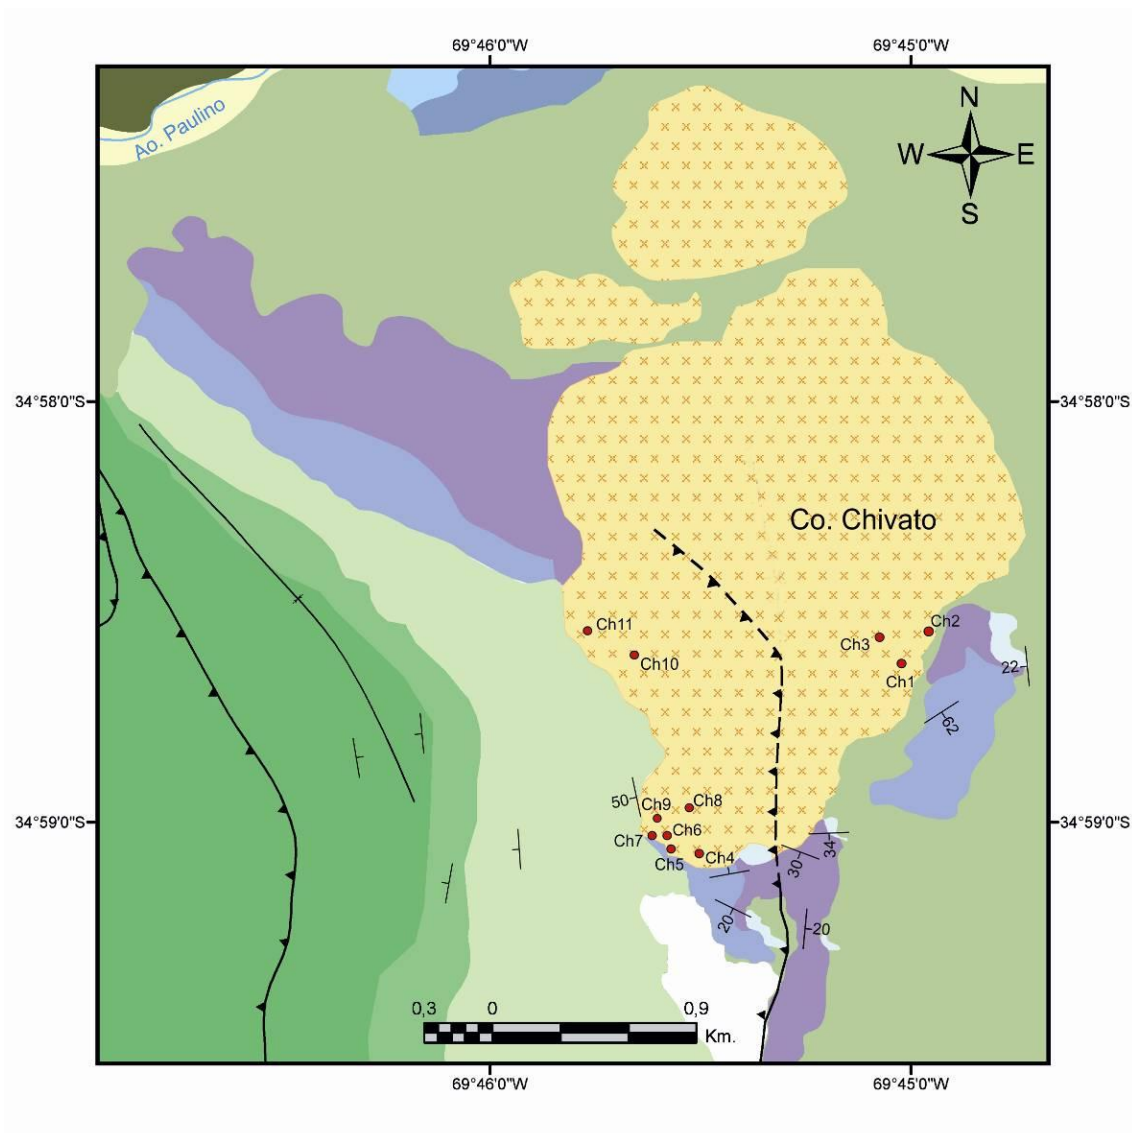 69°46'0"W
69°45'0"W
Ao. Paulino
N
W
E
S
34°58'0"S
34°58'0"S
Co. Chivato
Ch11
Ch2
Ch3
Ch10
Ch1
22
62
50
Ch9
Ch8
34°59'0"S
34°59'0"S
Ch7
Ch6
Ch5
Ch4
34
30
20
20
0,3
0
0,9
Km.
69°46'0"W
69°45'0"W